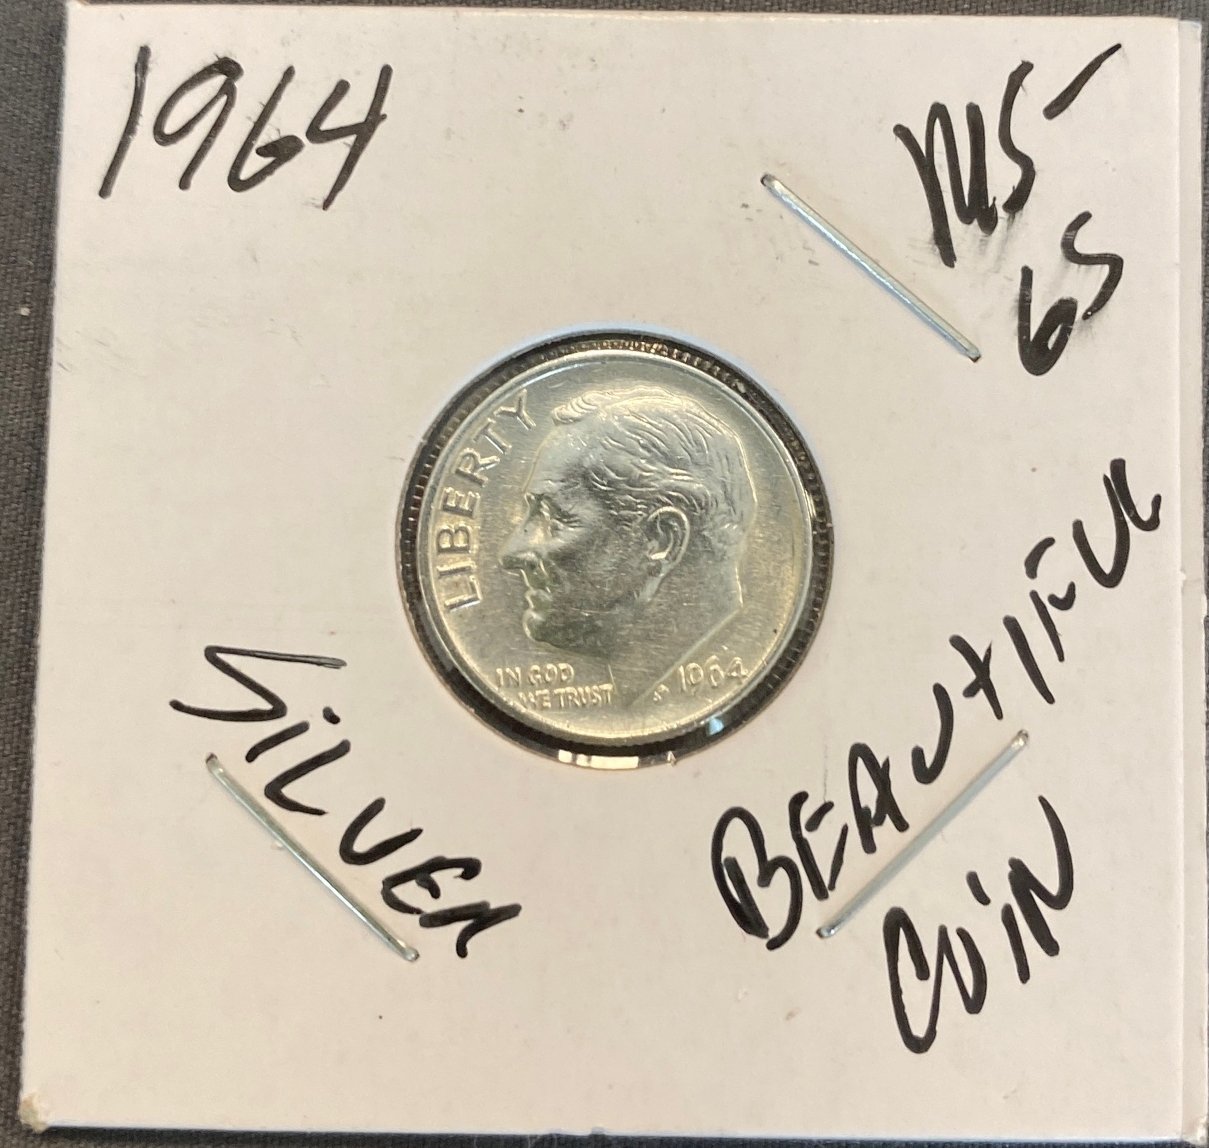 1964
MS-
65
LIBERTY
IN GOD
WE TRUST
1964
SILVER
BEAUTIFUL
COIN